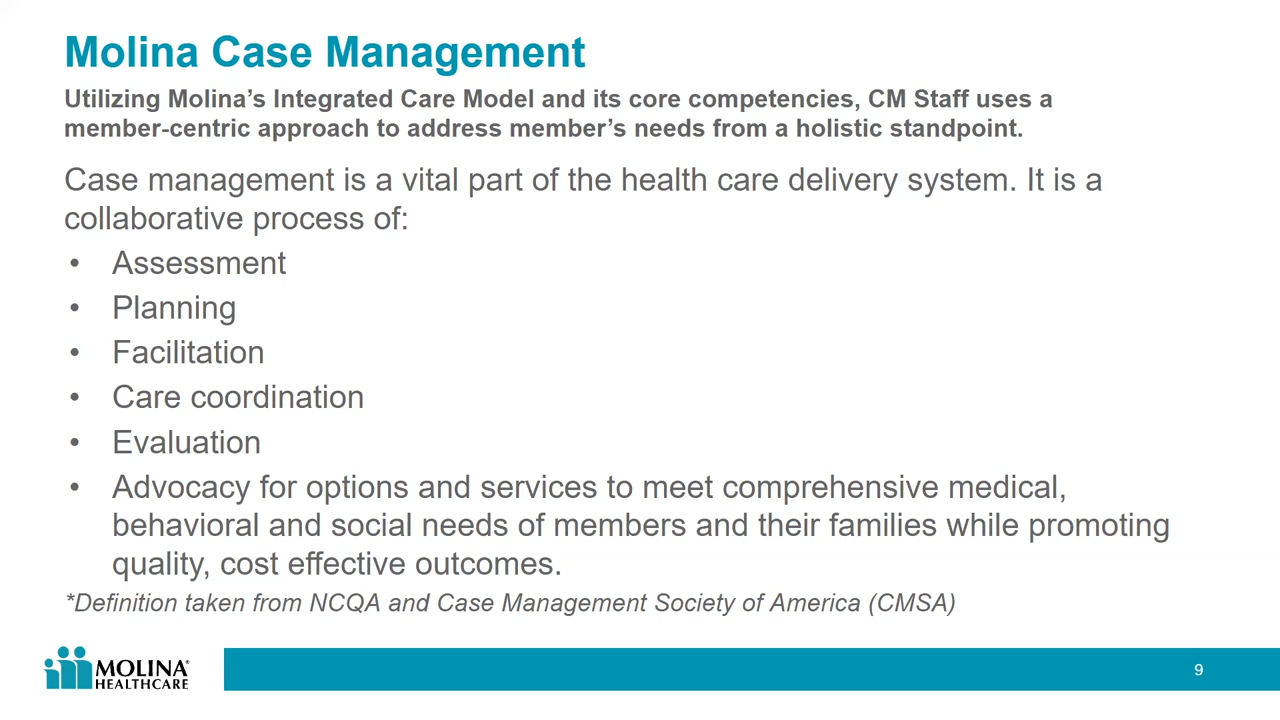 Molina Case Management
Utilizing Molina’s Integrated Care Model and its core competencies, CM Staff uses a
member-centric approach to address member’s needs from a holistic standpoint.
Case management is a vital part of the health care delivery system. It is a
collaborative process of:
• Assessment
• Planning
• Facilitation
• Care coordination
• Evaluation
• Advocacy for options and services to meet comprehensive medical,
behavioral and social needs of members and their families while promoting
quality, cost effective outcomes.
*Definition taken from NCQA and Case Management Society of America (CMSA)
MOLINA®
HEALTHCARE
9